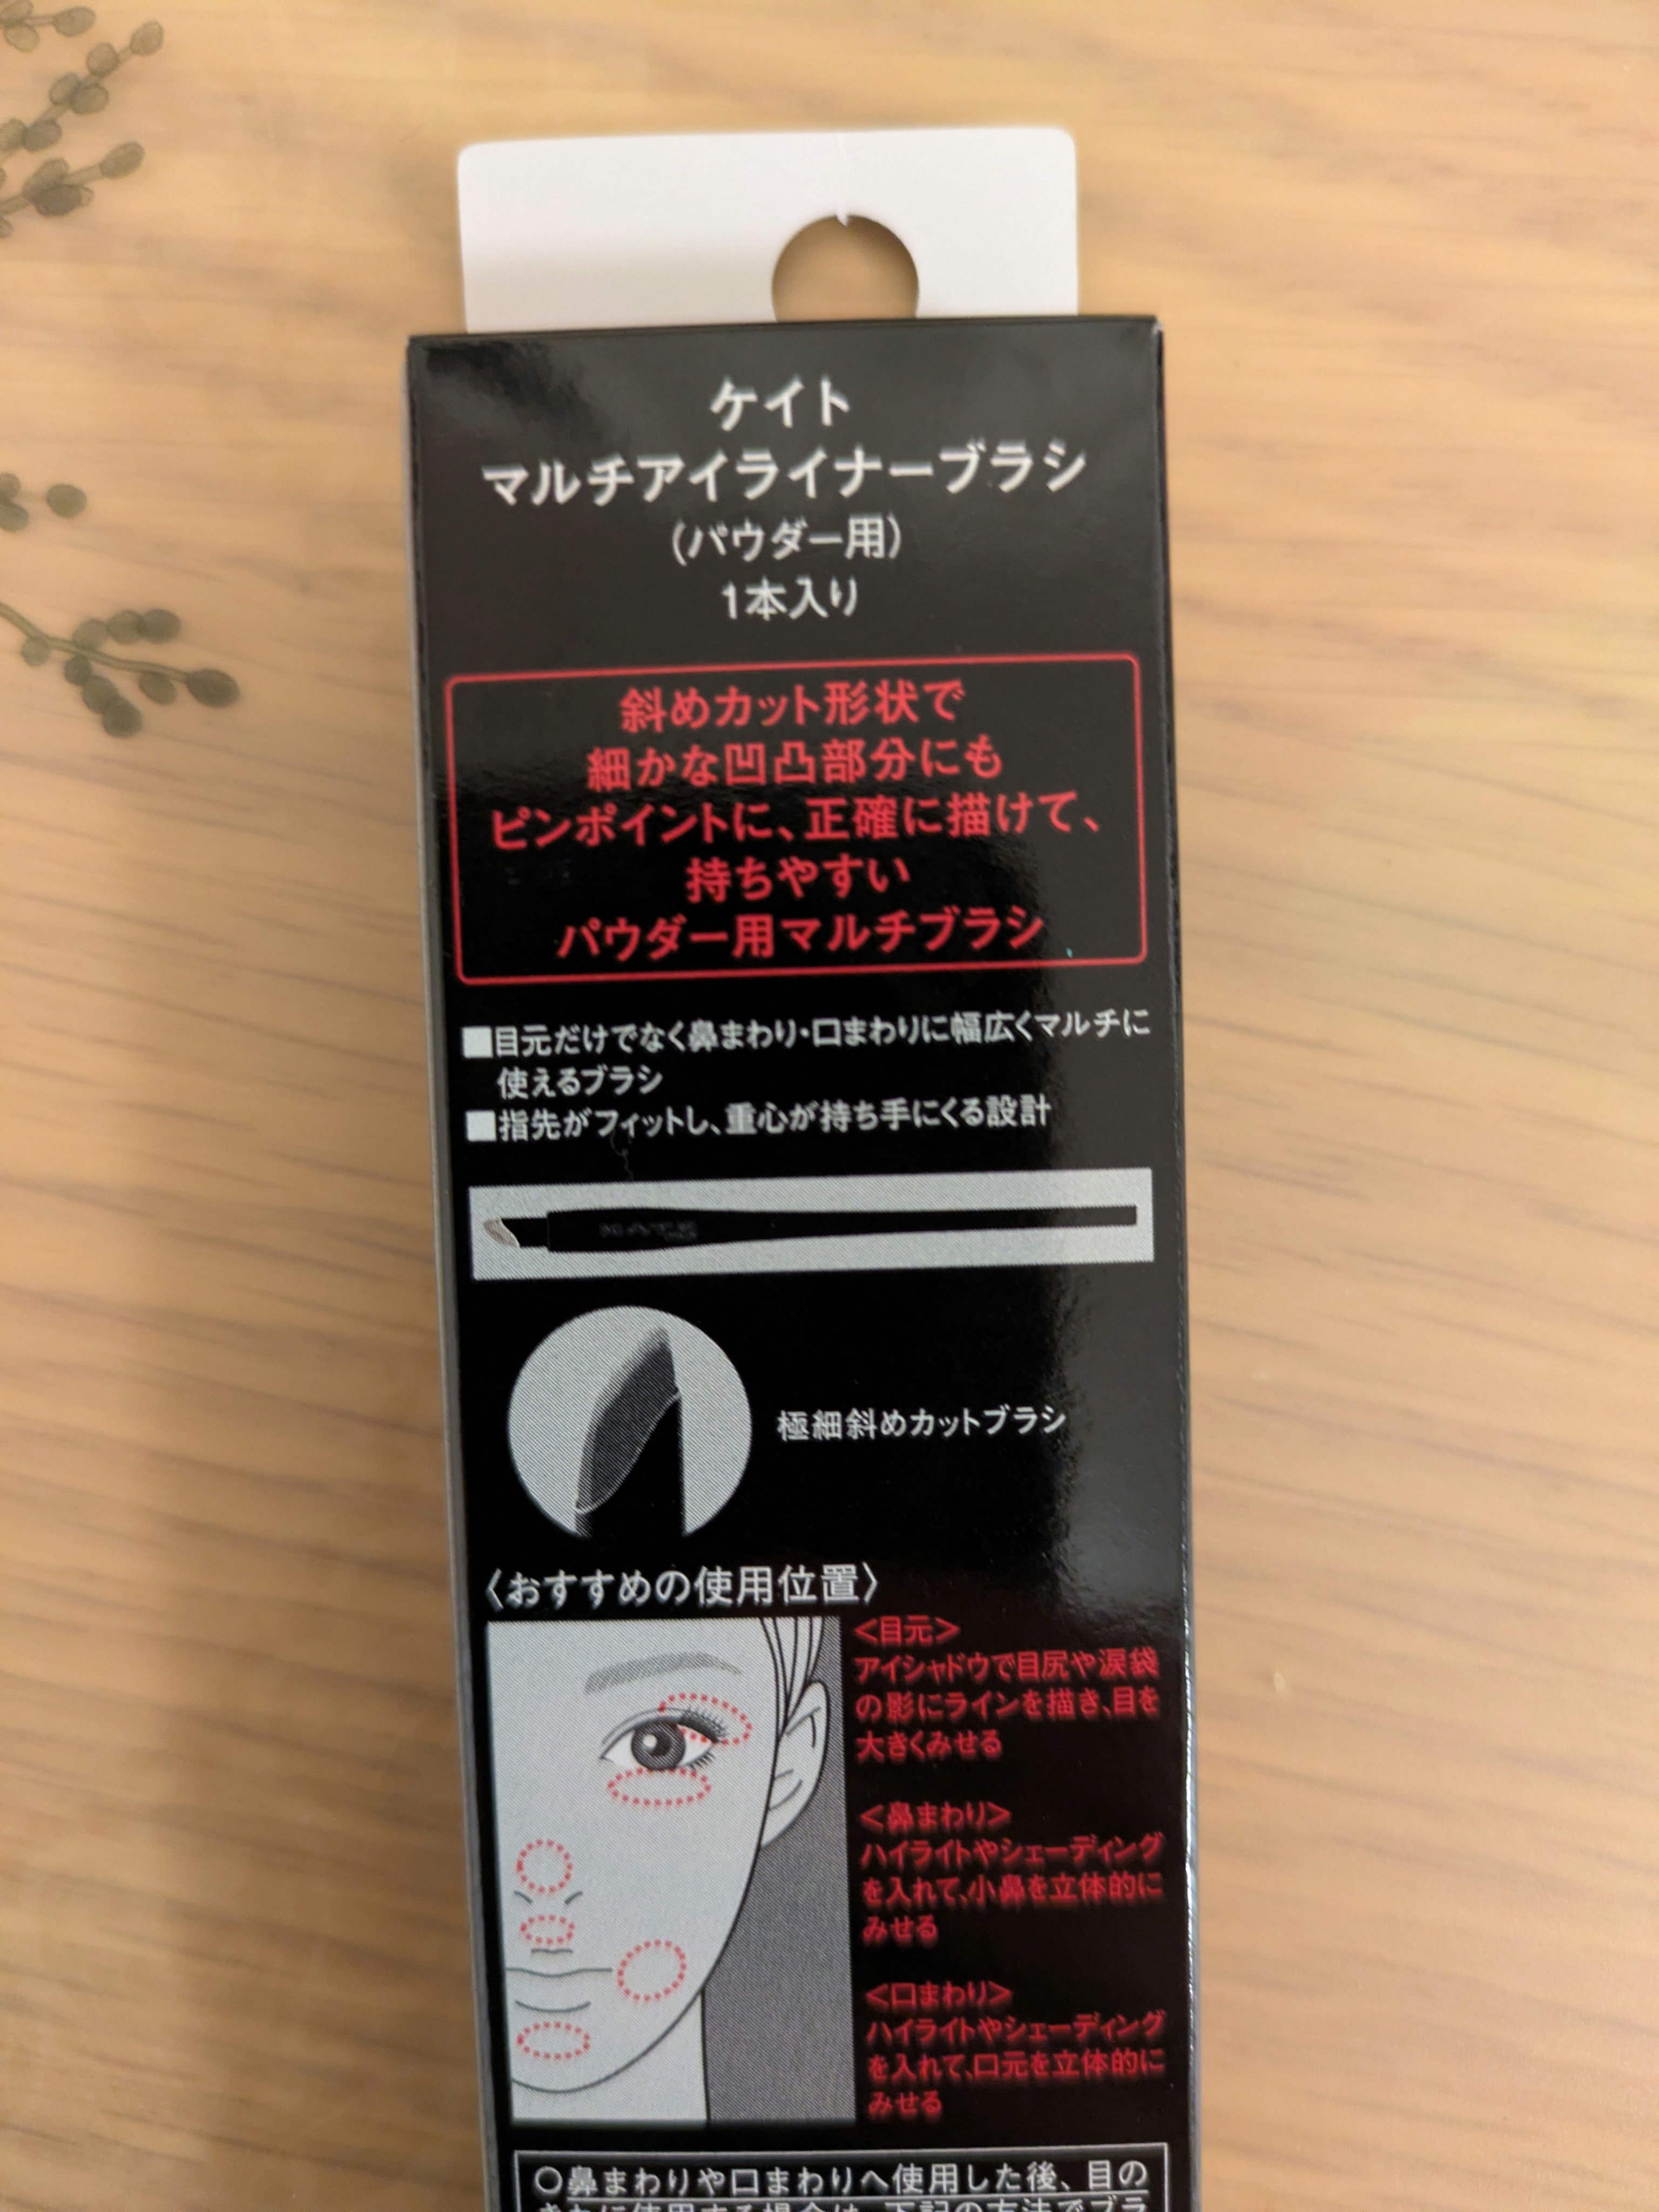 ケイト
マルチアイライナーブラシ
(パウダー用)
1本入り
斜めカット形状で
細かな凹凸部分にも
ピンポイントに、正確に描けて、
持ちやすい
パウダー用マルチブラシ
■目元だけでなく鼻まわり・口まわりに幅広くマルチに
使えるブラシ
■指先がフィットし、重心が持ち手にくる設計
KATE
極細斜めカットブラシ
〈おすすめの使用位置〉
<目元>
アイシャドウで目尻や涙袋
の影にラインを描き、目を
大きくみせる
<鼻まわり>
ハイライトやシェーディング
を入れて、小鼻を立体的に
みせる
<口まわり>
ハイライトやシェーディング
を入れて、口元を立体的に
みせる
○鼻まわりや口まわりへ使用した後、目の